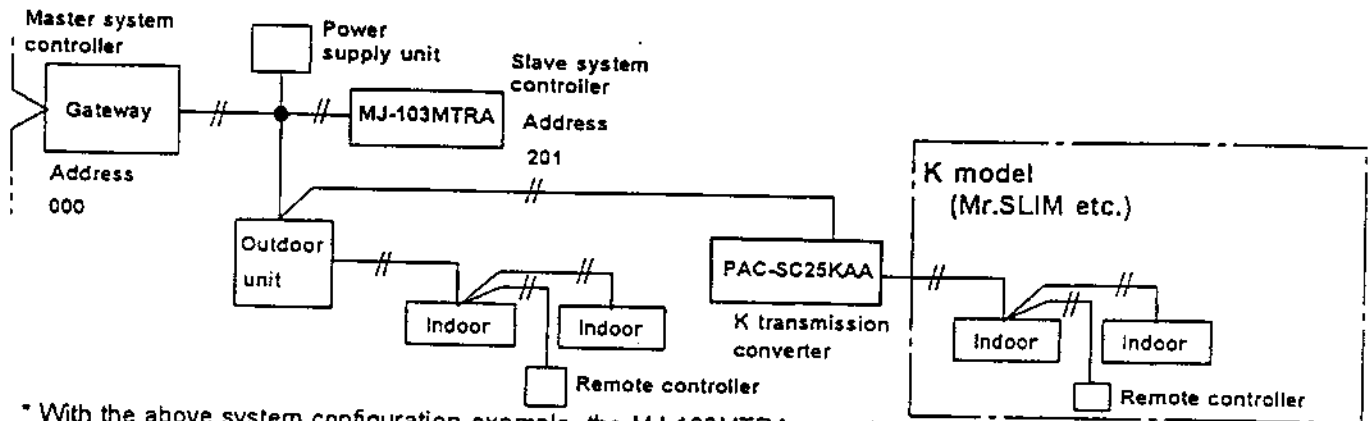 Master system
controller
Power
supply unit
Slave system
controller
Gateway
MJ-103MTRA
Address
201
Address
000
K model
(Mr.SLIM etc.)
Outdoor
unit
PAC-SC25KAA
K transmission
converter
Indoor
Indoor
Indoor
Indoor
Remote controller
Remote controller
* With the above system configuration example, the MJ-103MTRA